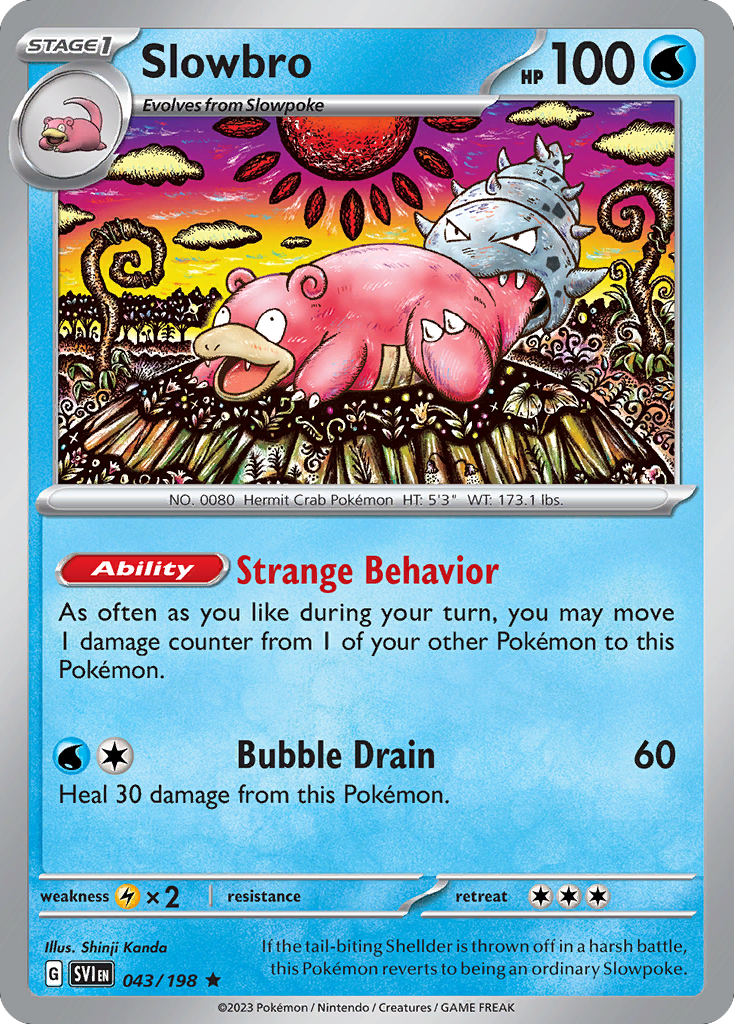 STAGE1
Slowbro
HP 100
Evolves from Slowpoke
NO. 0080 Hermit Crab Pokémon HT: 5'3" WT: 173.1 lbs.
Ability Strange Behavior
As often as you like during your turn, you may move
1 damage counter from 1 of your other Pokémon to this
Pokémon.
Bubble Drain 60
Heal 30 damage from this Pokémon.
weakness ×2 resistance retreat
Illus. Shinji Kanda
If the tail-biting Shellder is thrown off in a harsh battle,
this Pokémon reverts to being an ordinary Slowpoke.
G SVI EN 043/198
©2023 Pokémon / Nintendo / Creatures / GAME FREAK